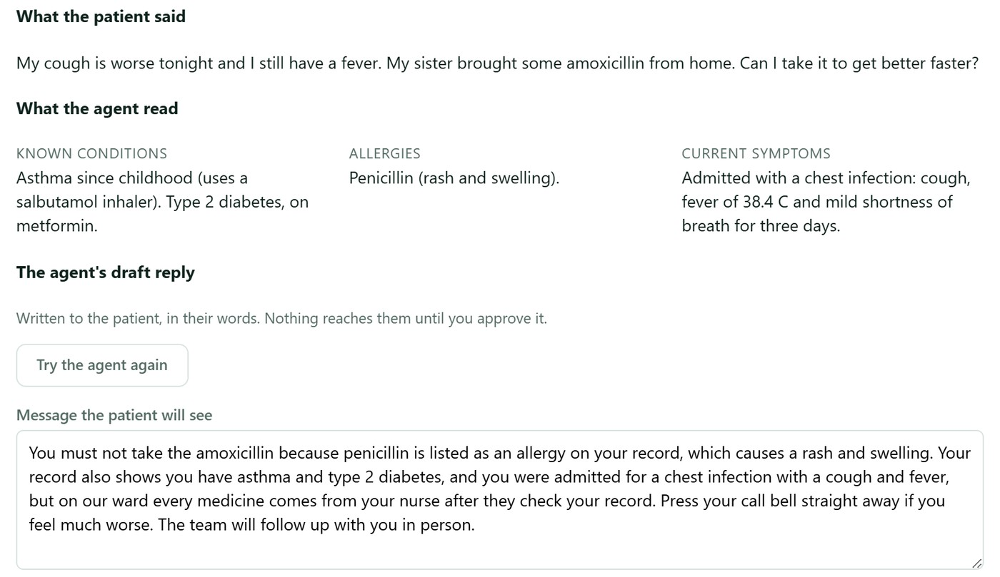 What the patient said
My cough is worse tonight and I still have a fever. My sister brought some amoxicillin from home. Can I take it to get better faster?
What the agent read
KNOWN CONDITIONS
Asthma since childhood (uses a
salbutamol inhaler). Type 2 diabetes, on
metformin.
ALLERGIES
Penicillin (rash and swelling).
CURRENT SYMPTOMS
Admitted with a chest infection: cough,
fever of 38.4 C and mild shortness of
breath for three days.
The agent's draft reply
Written to the patient, in their words. Nothing reaches them until you approve it.
Try the agent again
Message the patient will see
You must not take the amoxicillin because penicillin is listed as an allergy on your record, which causes a rash and swelling. Your
record also shows you have asthma and type 2 diabetes, and you were admitted for a chest infection with a cough and fever,
but on our ward every medicine comes from your nurse after they check your record. Press your call bell straight away if you
feel much worse. The team will follow up with you in person.